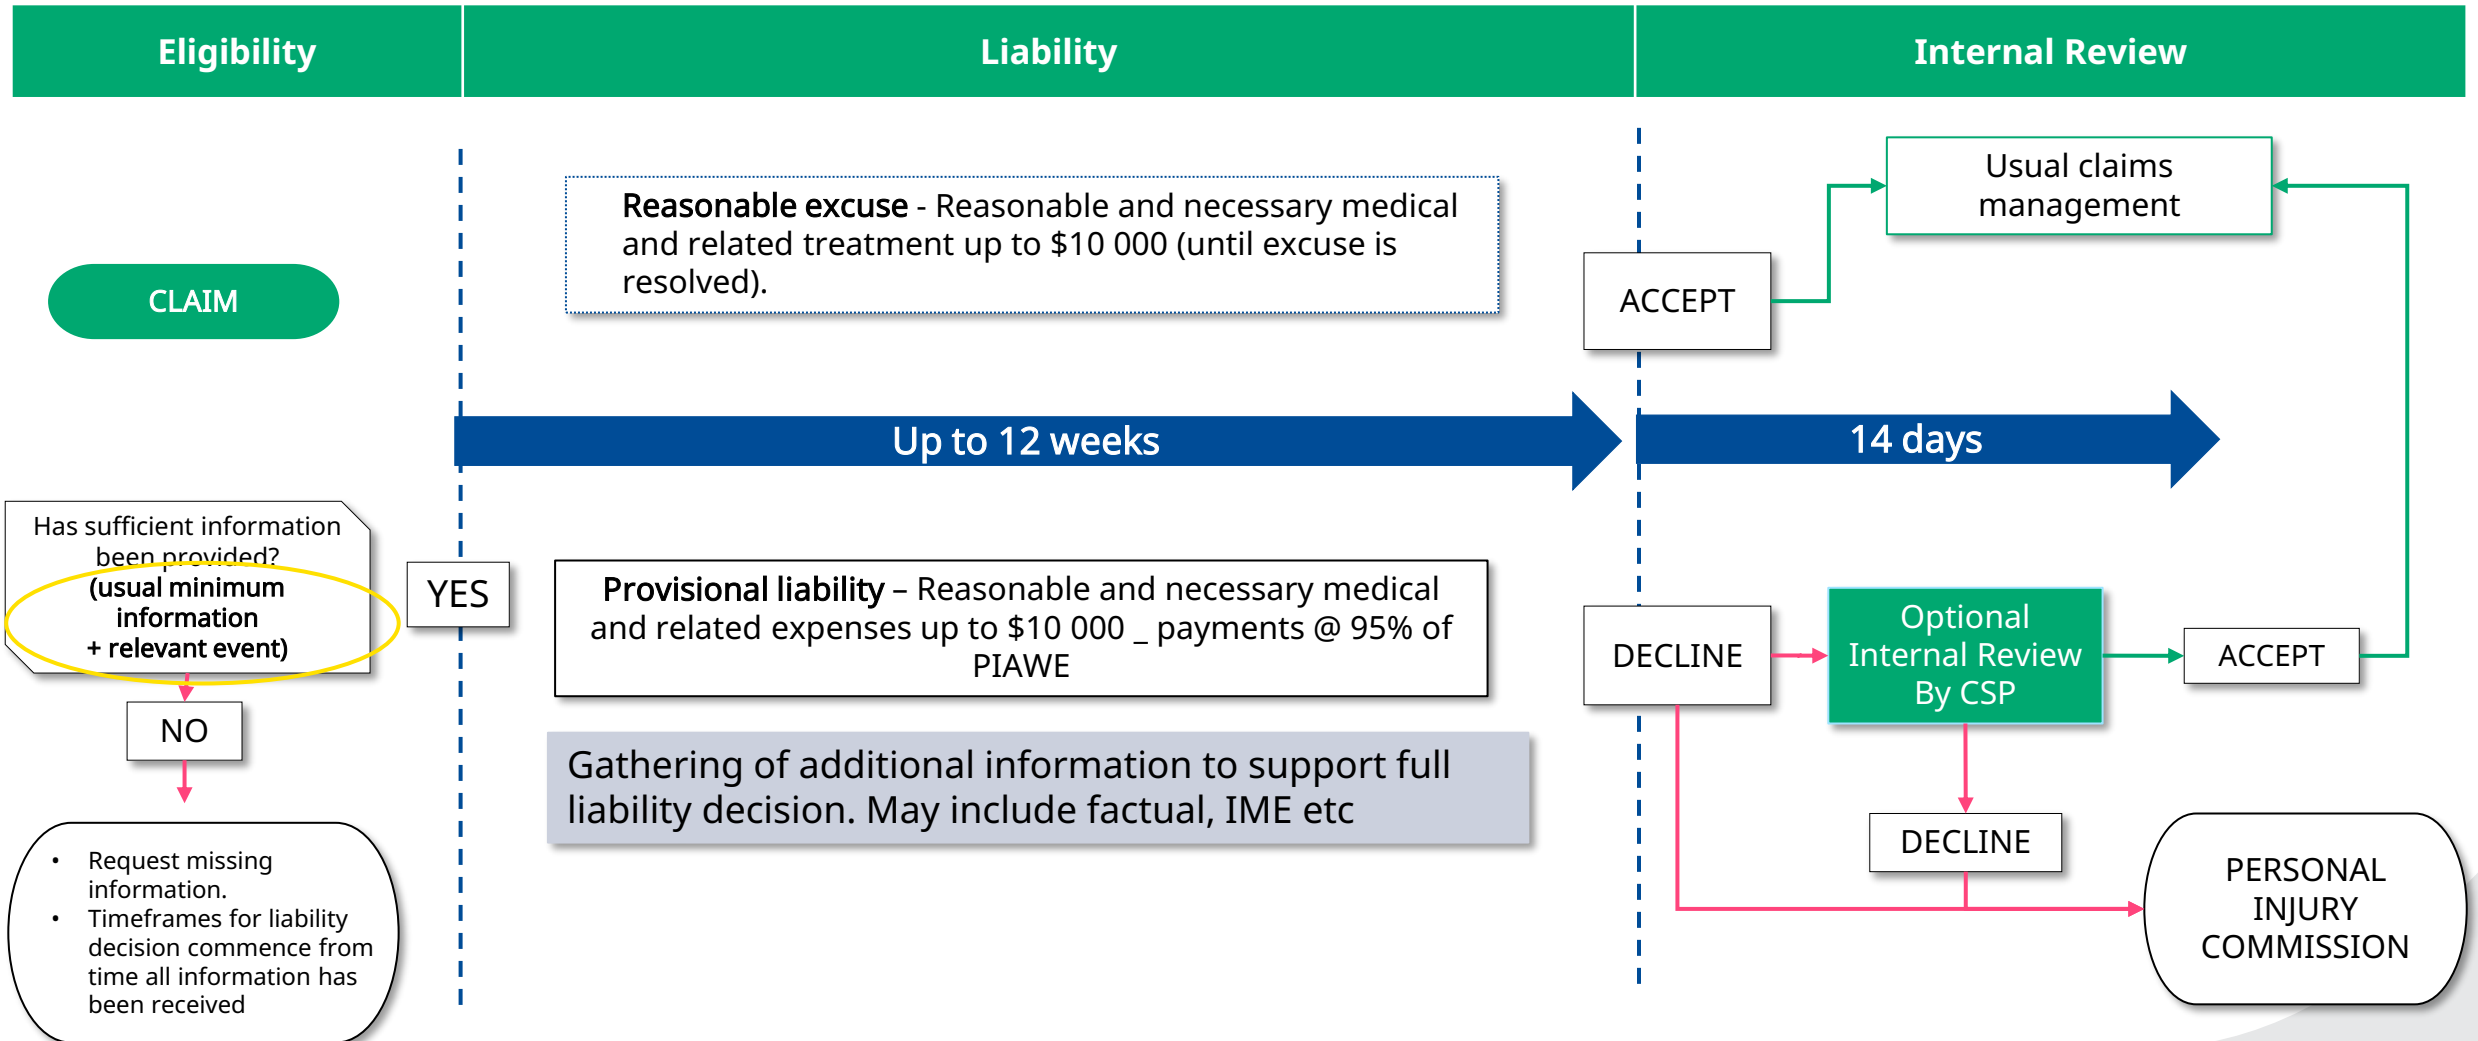 Eligibility
Liability
Internal Review
CLAIM
Has sufficient information
been provided?
(usual minimum
information
+ relevant event)
NO
• Request missing
information.
• Timeframes for liability
decision commence from
time all information has
been received
YES
Reasonable excuse - Reasonable and necessary medical
and related treatment up to $10 000 (until excuse is
resolved).
Up to 12 weeks
Provisional liability – Reasonable and necessary medical
and related expenses up to $10 000 _ payments @ 95% of
PIAWE
Gathering of additional information to support full
liability decision. May include factual, IME etc
ACCEPT
Usual claims
management
14 days
DECLINE
Optional
Internal Review
By CSP
ACCEPT
DECLINE
PERSONAL
INJURY
COMMISSION